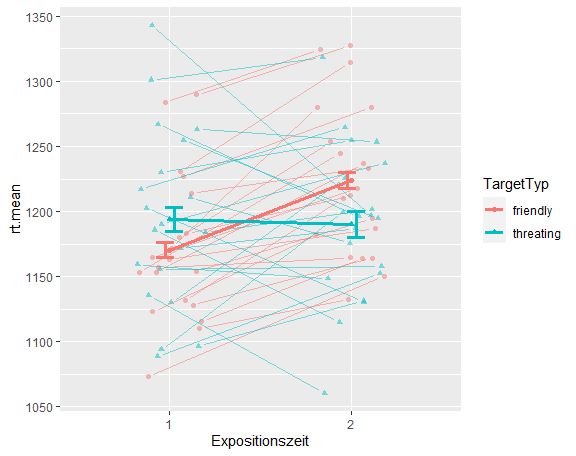 1350
1300
1250
1200
1150
1100
1050
rt.mean
1
2
Expositionszeit
TargetTyp
friendly
threating